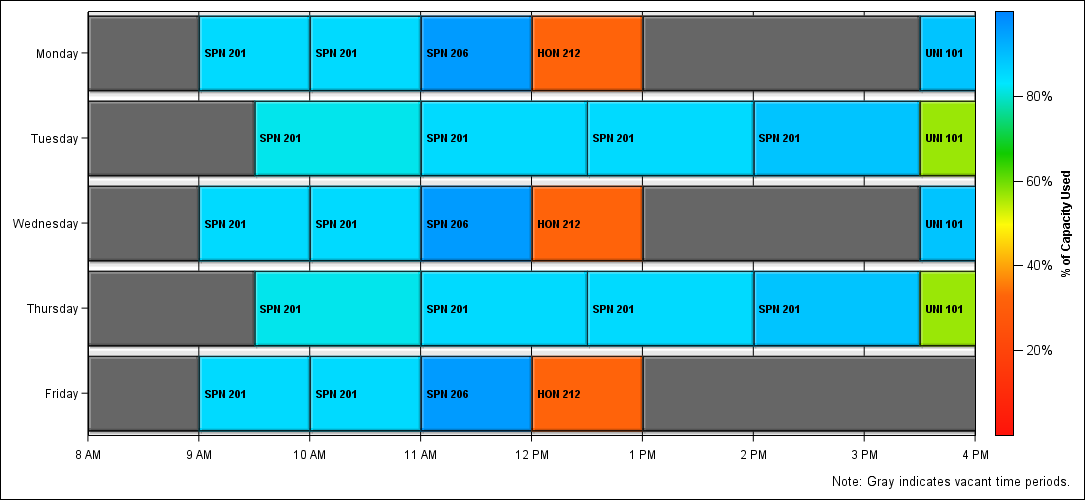 Monday
SPN 201 SPN 201 SPN 206 HON 212 UNI 101
Tuesday
SPN 201 SPN 201 SPN 201 SPN 201 UNI 101
Wednesday
SPN 201 SPN 201 SPN 206 HON 212 UNI 101
Thursday
SPN 201 SPN 201 SPN 201 SPN 201 UNI 101
Friday
SPN 201 SPN 201 SPN 206 HON 212
8 AM 9 AM 10 AM 11 AM 12 PM 1 PM 2 PM 3 PM 4 PM
80%
60%
40%
20%
% of Capacity Used
Note: Gray indicates vacant time periods.